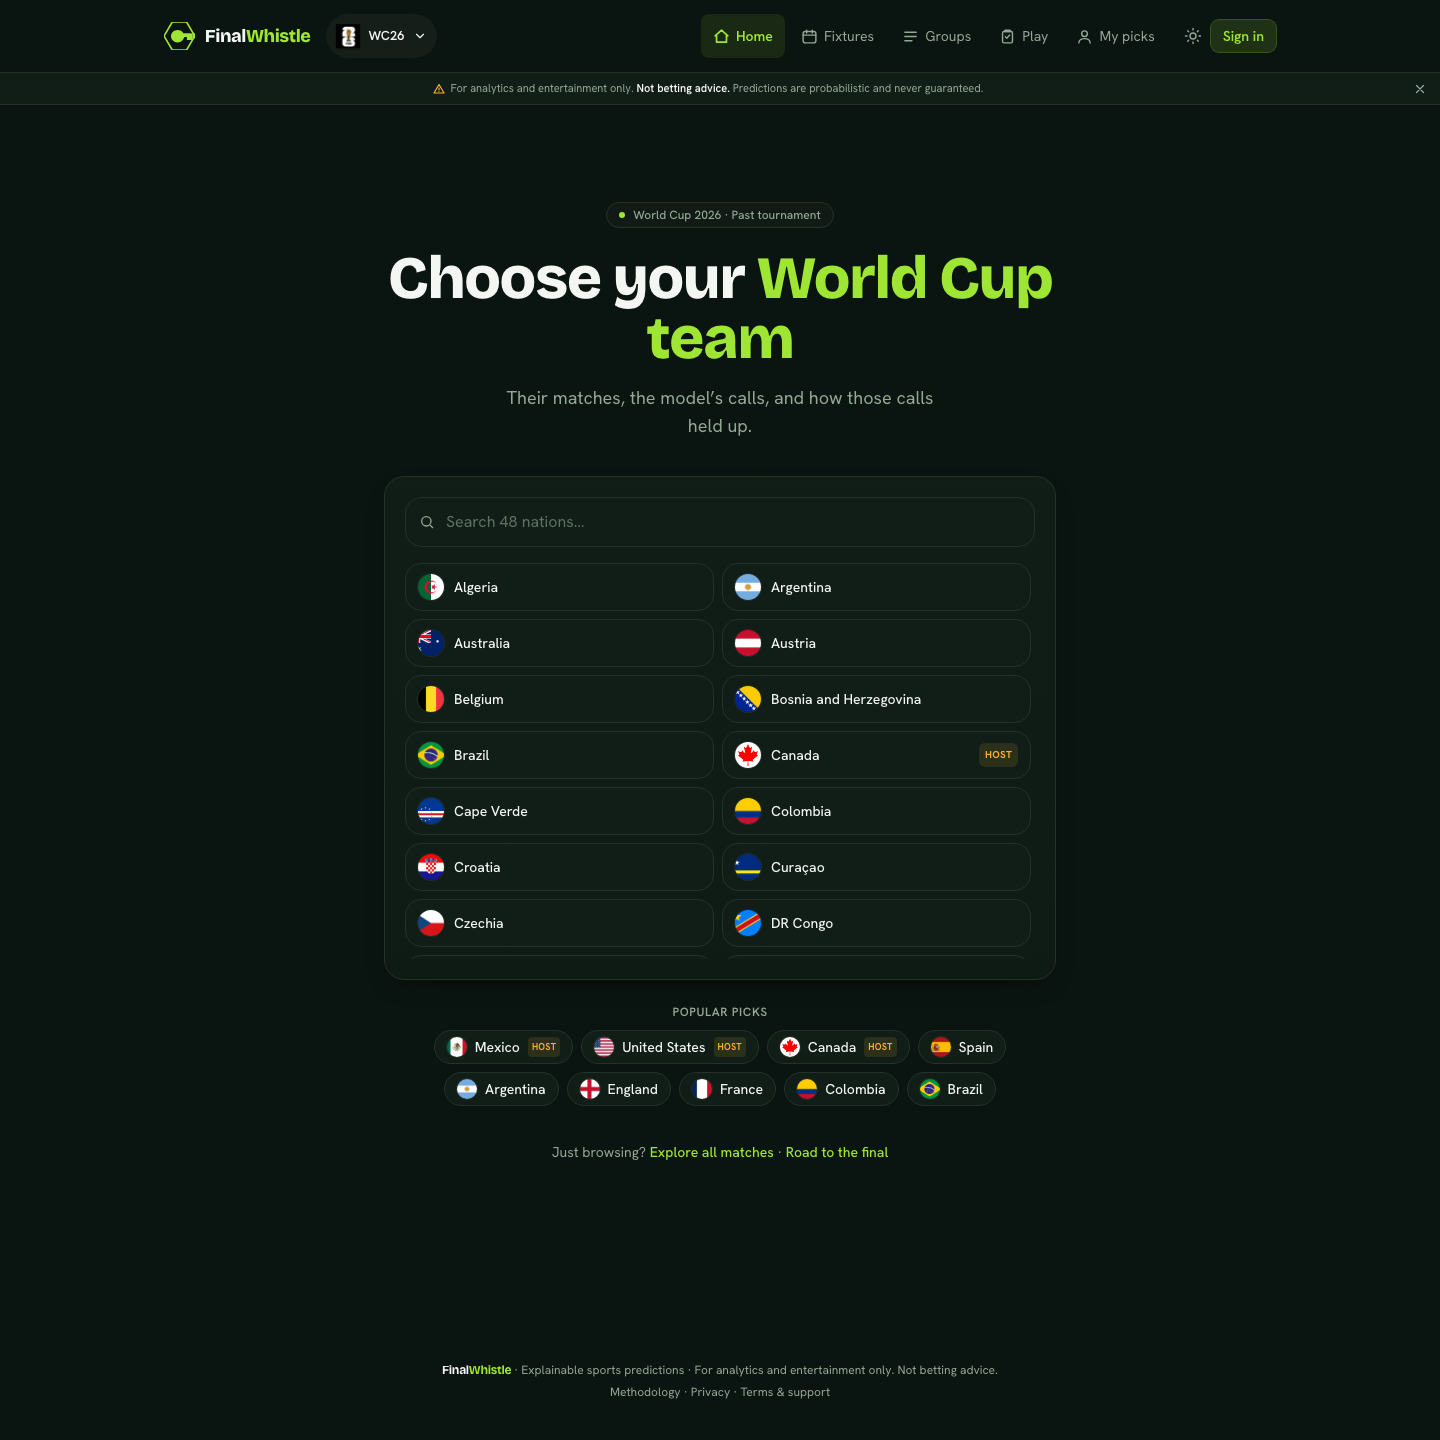 FinalWhistle
WC26
Home
Fixtures
Groups
Play
My picks
Sign in
For analytics and entertainment only. Not betting advice. Predictions are probabilistic and never guaranteed.
World Cup 2026 · Past tournament
Choose your World Cup
team
Their matches, the model’s calls, and how those calls
held up.
Search 48 nations...
Algeria
Argentina
Australia
Austria
Belgium
Bosnia and Herzegovina
Brazil
Canada HOST
Cape Verde
Colombia
Croatia
Curaçao
Czechia
DR Congo
POPULAR PICKS
Mexico HOST
United States HOST
Canada HOST
Spain
Argentina
England
France
Colombia
Brazil
Just browsing? Explore all matches · Road to the final
FinalWhistle · Explainable sports predictions · For analytics and entertainment only. Not betting advice.
Methodology · Privacy · Terms & support